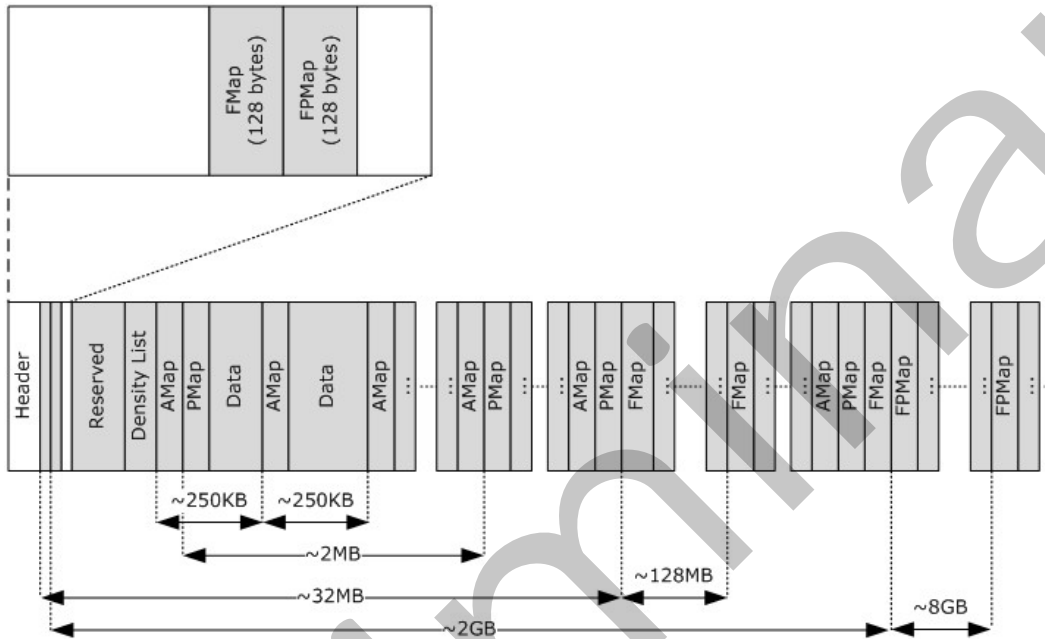 FMap
(128 bytes)
FPMap
(128 bytes)
Header
Reserved
Density List
AMap
PMap
Data
AMap
Data
AMap
...
...
AMap
PMap
...
...
AMap
PMap
FMap
...
...
FMap
...
...
AMap
PMap
FMap
FPMap
...
...
FPMap
...
~250KB
~250KB
~2MB
~128MB
~32MB
~8GB
~2GB